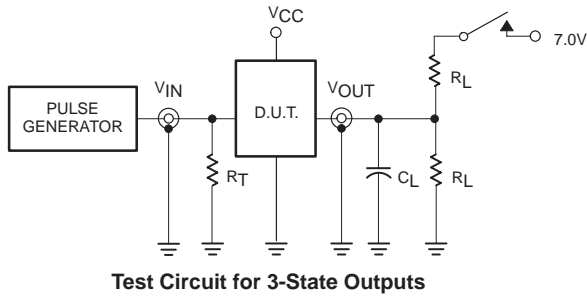 VCC
7.0V
RL
PULSE
GENERATOR
VIN
D.U.T.
VOUT
RT
CL
RL
Test Circuit for 3-State Outputs